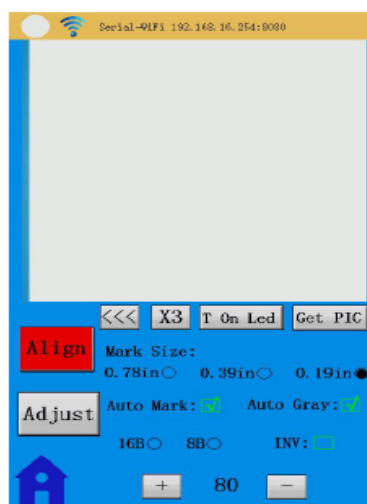 Serial-WiFi 192.168.16.254:8080
<<< X3 T On Led Get PIC
Align
Mark Size:
0.78in 0.39in 0.19in
Adjust
Auto Mark: Auto Gray:
16B 8B INV:
+ 80 -